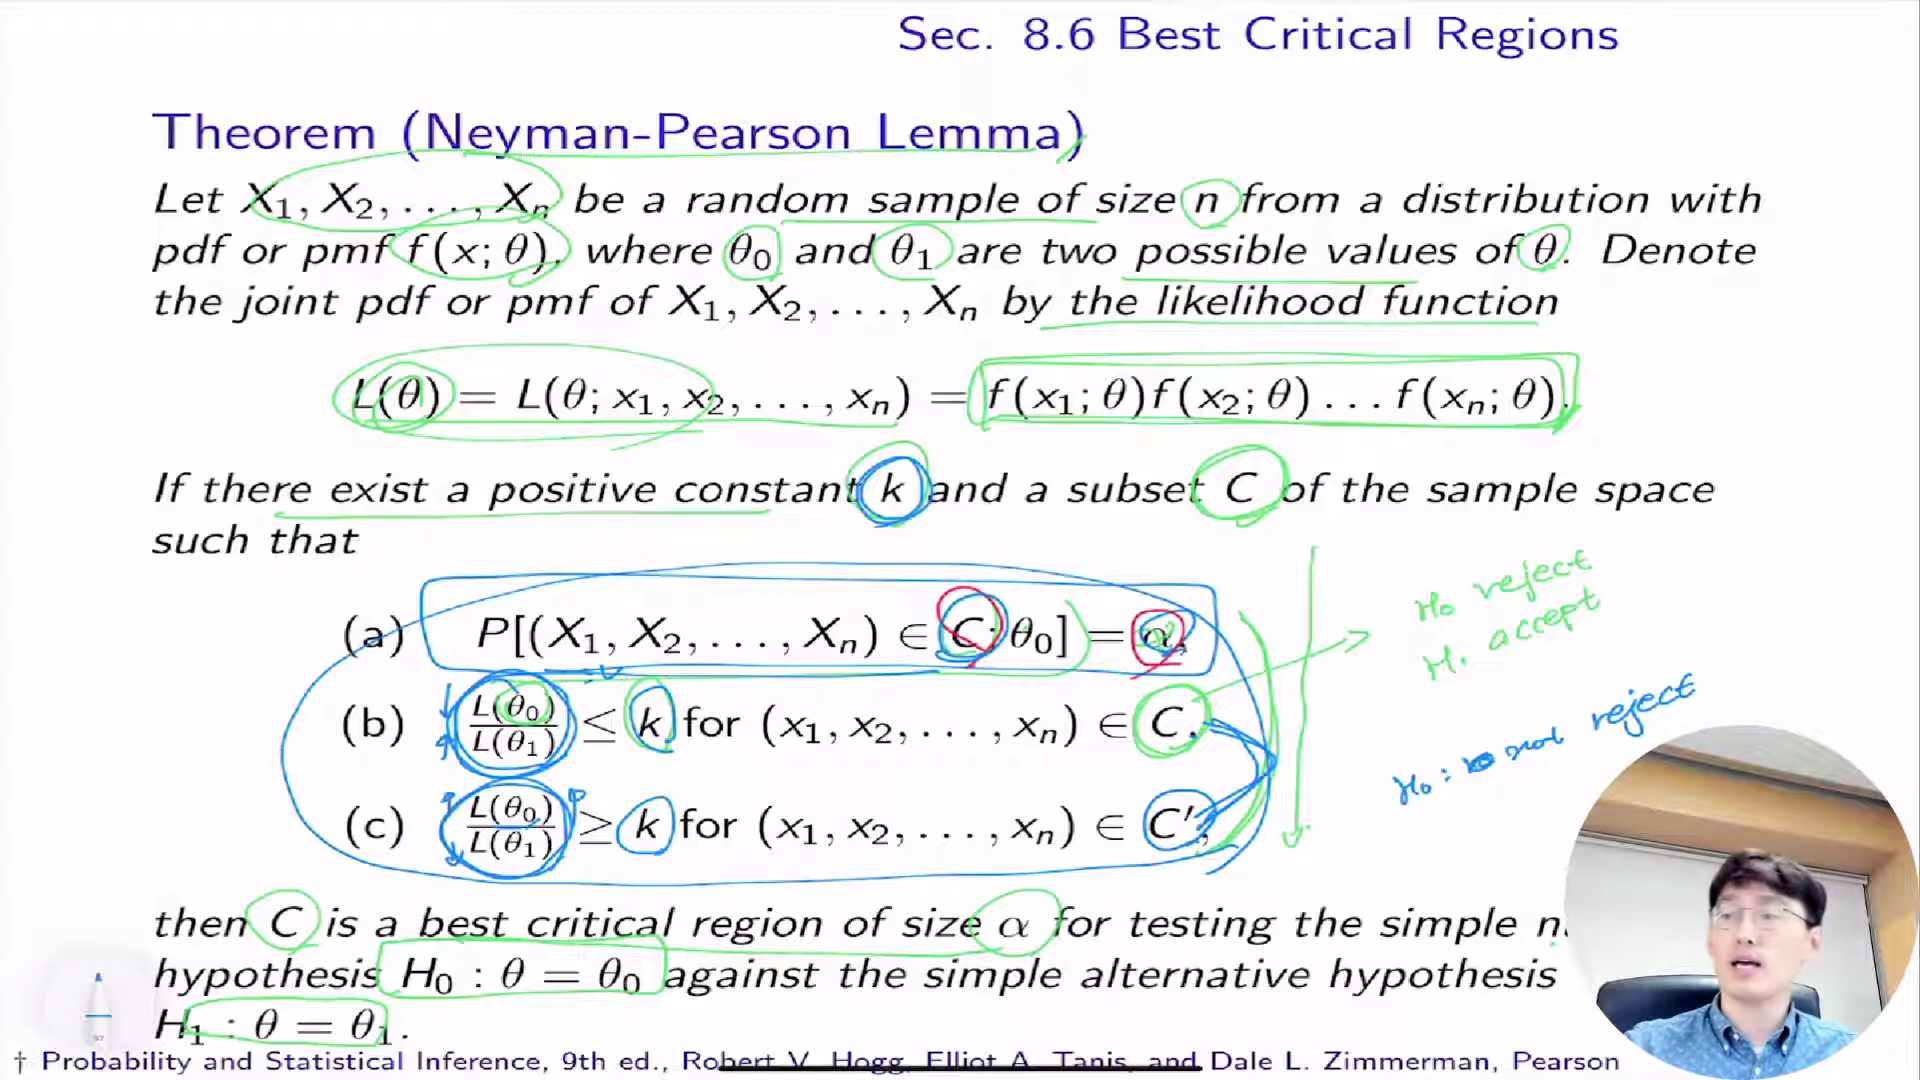 Sec. 8.6 Best Critical Regions
Theorem (Neyman-Pearson Lemma)
Let X₁, X₂, . . . , Xₙ be a random sample of size n from a distribution with
pdf or pmf f(x; θ), where θ₀ and θ₁ are two possible values of θ. Denote
the joint pdf or pmf of X₁, X₂, . . . , Xₙ by the likelihood function
L(θ) = L(θ; x₁, x₂, . . . , xₙ) = f(x₁; θ)f(x₂; θ) . . . f(xₙ; θ).
If there exist a positive constant k and a subset C of the sample space
such that
(a) P[(X₁, X₂, . . . , Xₙ) ∈ C; θ₀] = α,
(b) L(θ₀)/L(θ₁) ≤ k for (x₁, x₂, . . . , xₙ) ∈ C,
(c) L(θ₀)/L(θ₁) ≥ k for (x₁, x₂, . . . , xₙ) ∈ C′,
H₀ reject
H₁ accept
H₀ : not reject
then C is a best critical region of size α for testing the simple
hypothesis H₀ : θ = θ₀ against the simple alternative hypothesis
H₁ : θ = θ₁.
† Probability and Statistical Inference, 9th ed., Robert V. Hogg, Elliot A. Tanis, and Dale L. Zimmerman, Pearson